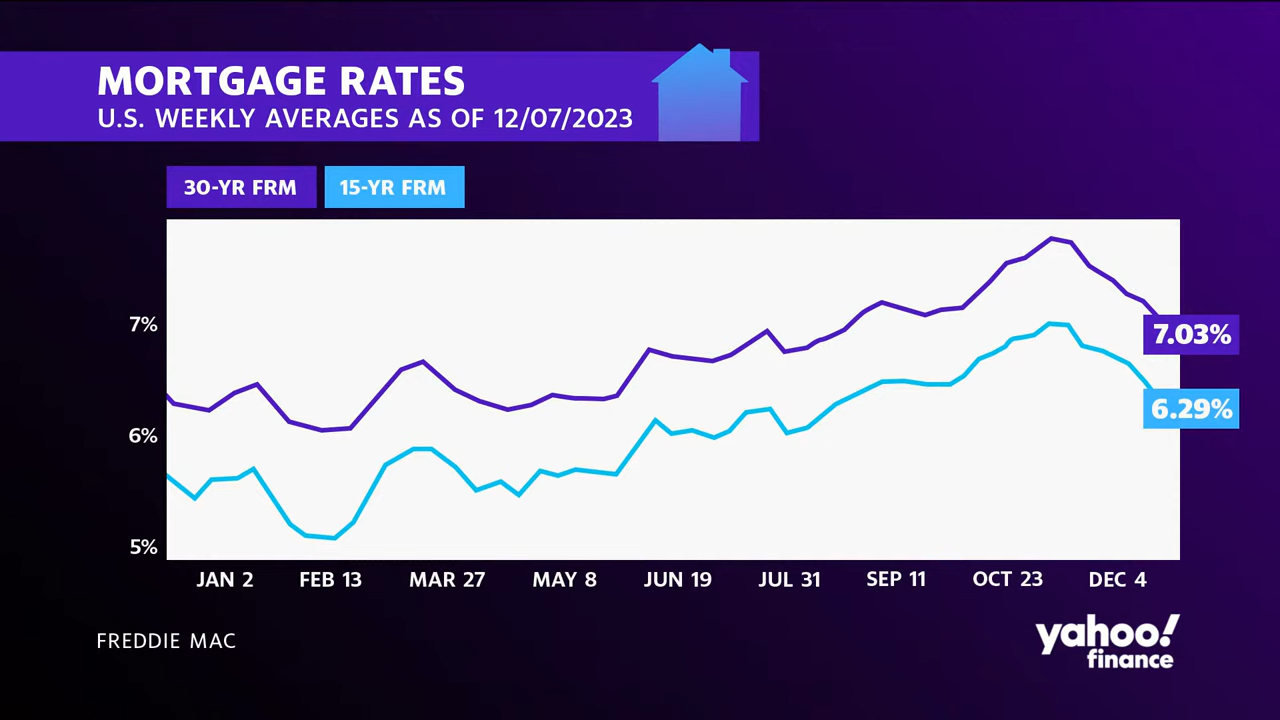 MORTGAGE RATES
U.S. WEEKLY AVERAGES AS OF 12/07/2023
30-YR FRM
15-YR FRM
7%
6%
5%
7.03%
6.29%
JAN 2 FEB 13 MAR 27 MAY 8 JUN 19 JUL 31 SEP 11 OCT 23 DEC 4
FREDDIE MAC
yahoo!
finance